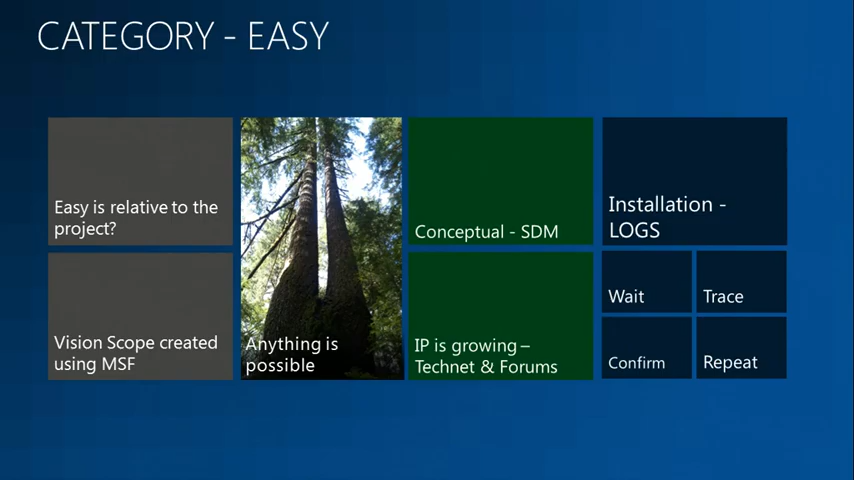 CATEGORY - EASY
Easy is relative to the
project?
Vision Scope created
using MSF
Anything is
possible
Conceptual - SDM
IP is growing –
Technet & Forums
Installation -
LOGS
Wait
Trace
Confirm
Repeat